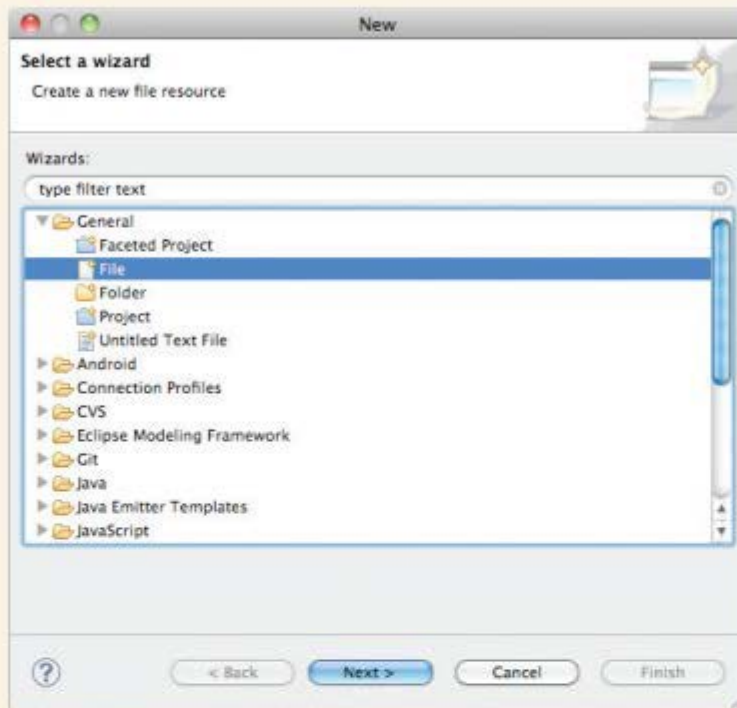 New
Select a wizard
Create a new file resource
Wizards:
type filter text
General
Faceted Project
File
Folder
Project
Untitled Text File
Android
Connection Profiles
CVS
Eclipse Modeling Framework
Git
Java
Java Emitter Templates
JavaScript
? < Back Next > Cancel Finish